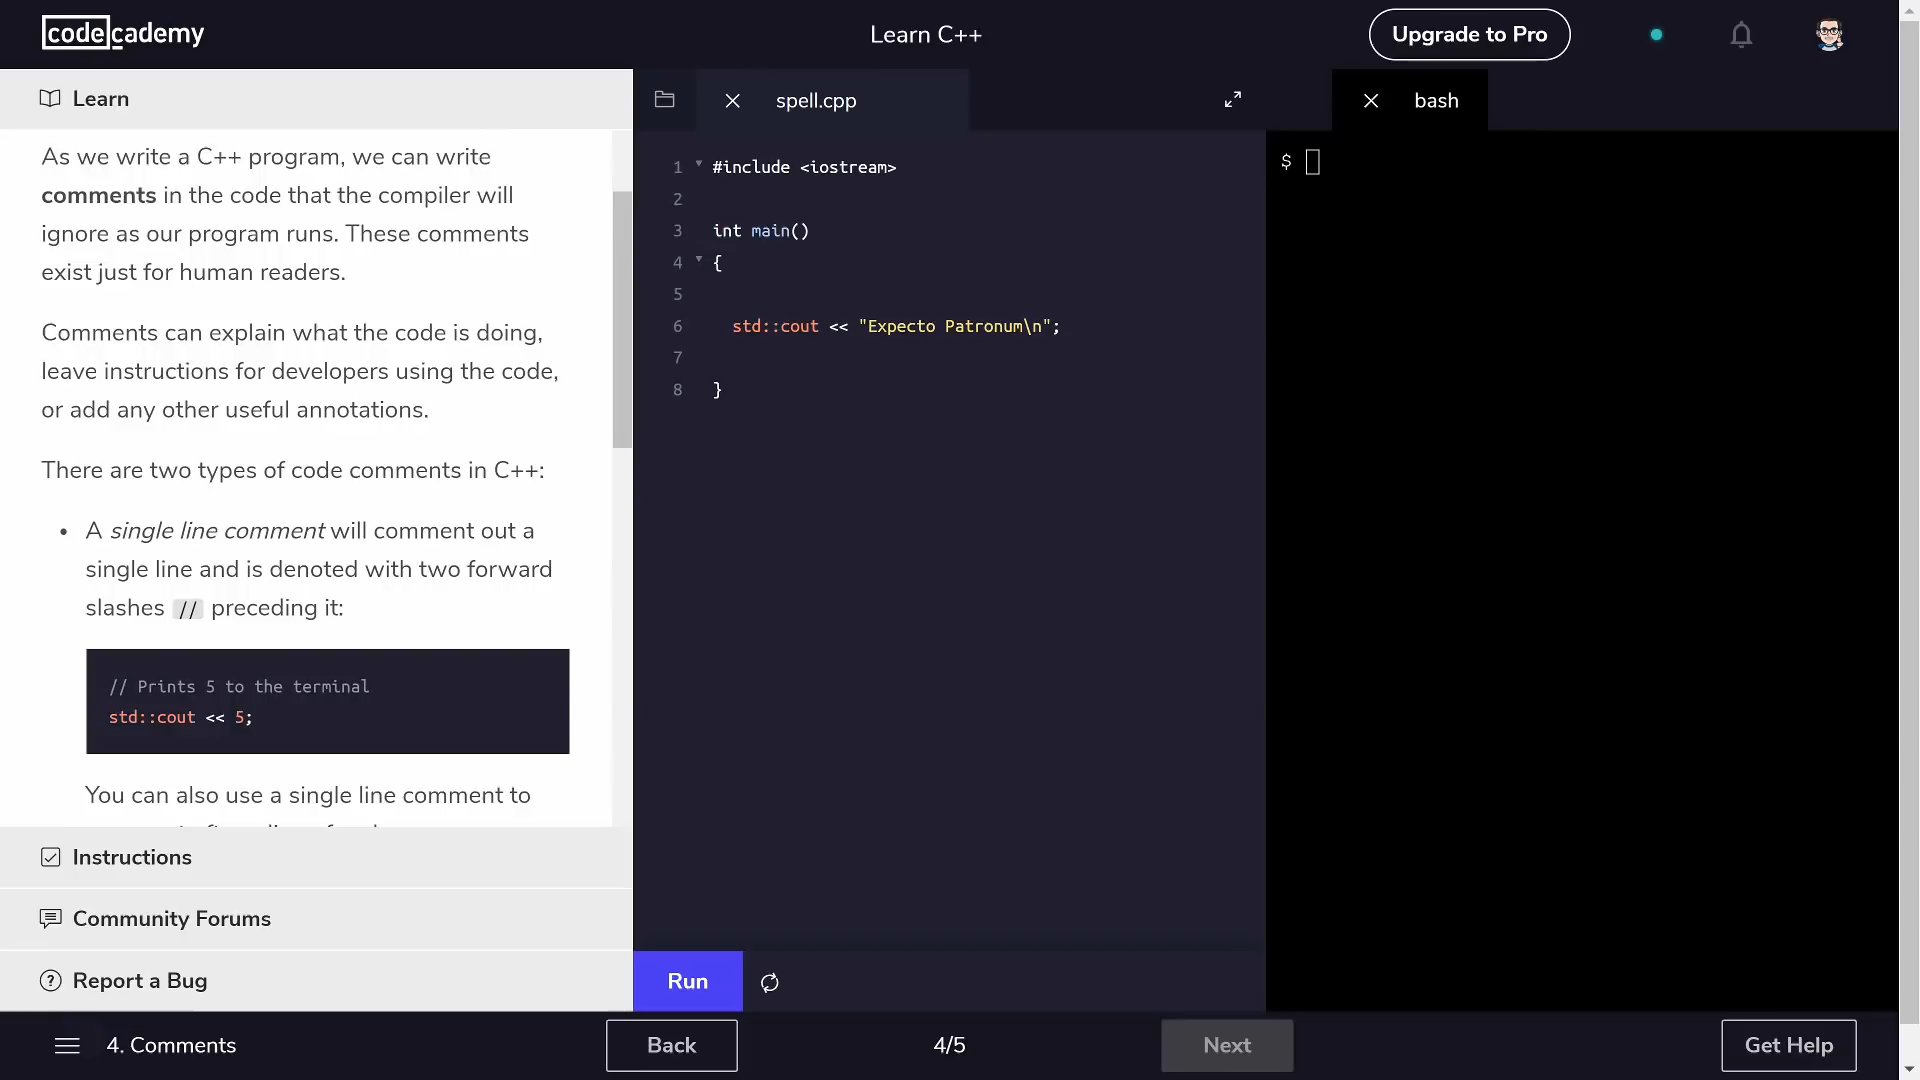 codecademy
Learn C++
Upgrade to Pro
Learn
As we write a C++ program, we can write
comments in the code that the compiler will
ignore as our program runs. These comments
exist just for human readers.
Comments can explain what the code is doing,
leave instructions for developers using the code,
or add any other useful annotations.
There are two types of code comments in C++:
• A single line comment will comment out a
single line and is denoted with two forward
slashes // preceding it:
// Prints 5 to the terminal
std::cout << 5;
You can also use a single line comment to
Instructions
Community Forums
Report a Bug
spell.cpp
1 #include <iostream>
2
3 int main()
4 {
5
6 std::cout << "Expecto Patronum\n";
7
8 }
Run
bash
$
4. Comments
Back
4/5
Next
Get Help